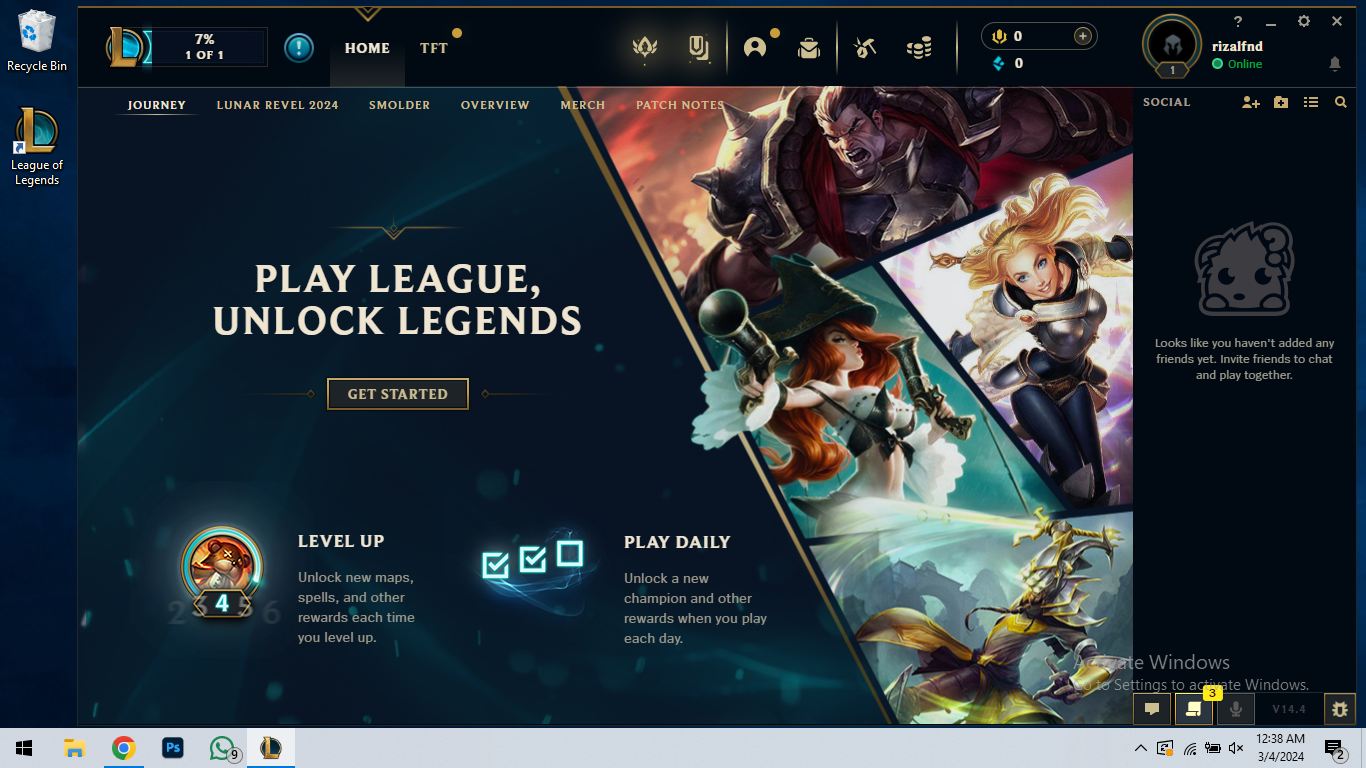 Recycle Bin
League of
Legends
7%
1 OF 1
HOME
TFT
0
0
1
rizalfnd
Online
JOURNEY
LUNAR REVEL 2024
SMOLDER
OVERVIEW
MERCH
PATCH NOTES
SOCIAL
PLAY LEAGUE,
UNLOCK LEGENDS
GET STARTED
LEVEL UP
Unlock new maps,
spells, and other
rewards each time
you level up.
2 3 4 5 6
PLAY DAILY
Unlock a new
champion and other
rewards when you play
each day.
Looks like you haven't added any
friends yet. Invite friends to chat
and play together.
Activate Windows
Go to Settings to activate Windows.
3
V14.4
Ps
9
12:38 AM
3/4/2024
2